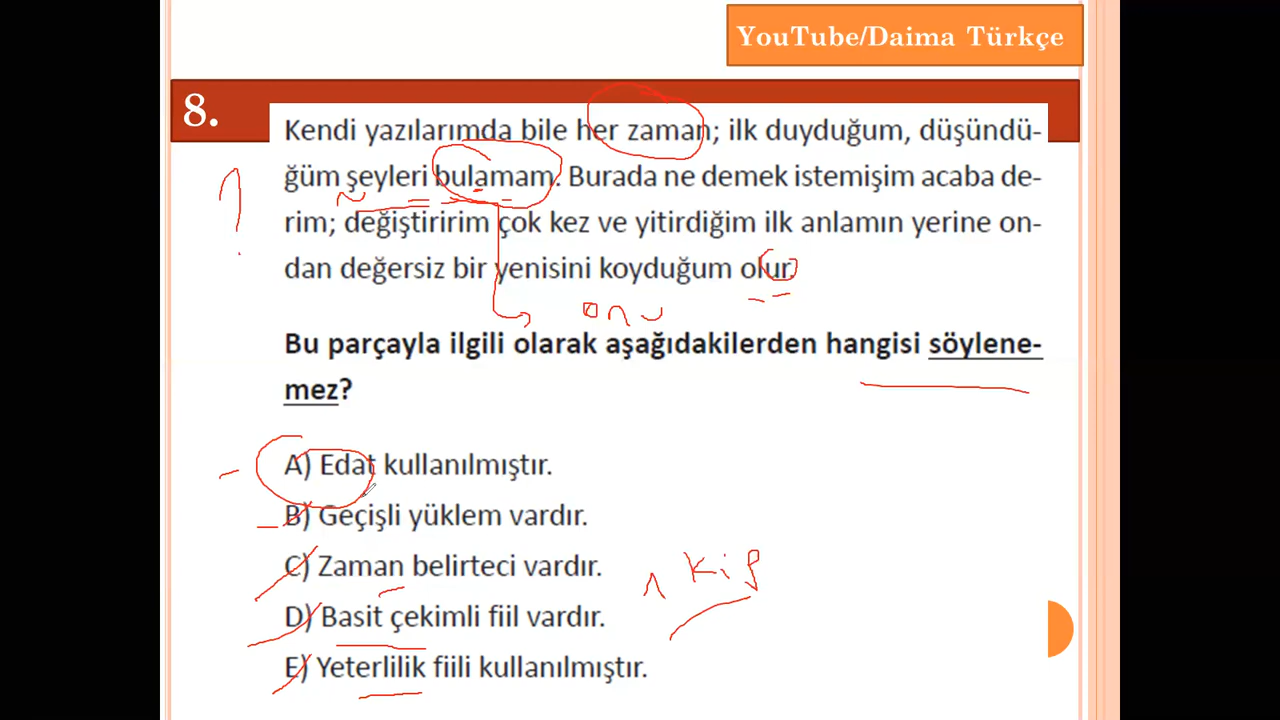 YouTube/Daima Türkçe
8.
Kendi yazılarımda bile her zaman; ilk duyduğum, düşündü-
ğüm şeyleri bulamam. Burada ne demek istemişim acaba de-
rim; değiştiririm çok kez ve yitirdiğim ilk anlamın yerine on-
dan değersiz bir yenisini koyduğum olur.
onu
Bu parçayla ilgili olarak aşağıdakilerden hangisi söylene-
mez?
A) Edat kullanılmıştır.
B) Geçişli yüklem vardır.
C) Zaman belirteci vardır.
D) Basit çekimli fiil vardır.
E) Yeterlilik fiili kullanılmıştır.
1 Kip